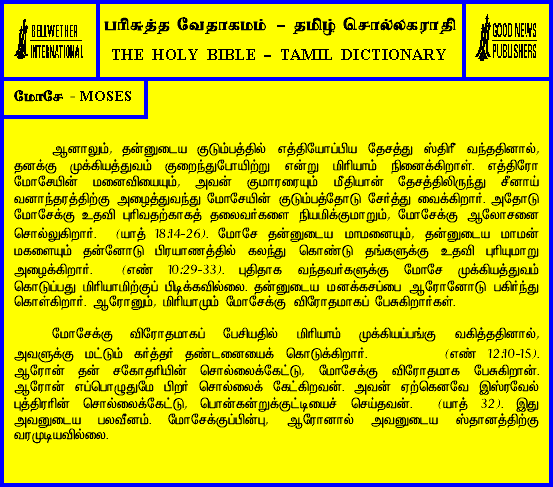 BELLWETHER
INTERNATIONAL
பரிசுத்த வேதாகமம் - தமிழ் சொல்லகராதி
THE HOLY BIBLE – TAMIL DICTIONARY
GOOD NEWS
PUBLISHERS
மோசே - MOSES
ஆனாலும், தன்னுடைய குடும்பத்தில் எத்தியோப்பிய தேசத்து ஸ்திரீ வந்ததினால்,
தனக்கு முக்கியத்துவம் குறைந்துபோயிற்று என்று மிரியாம் நினைக்கிறாள். எத்திரோ
மோசேயின் மனைவியையும், அவன் குமாரரையும் மீதியான் தேசத்திலிருந்து சீனாய்
வனாந்தரத்திற்கு அழைத்துவந்து மோசேயின் குடும்பத்தோடு சேர்த்து வைக்கிறார். அதோடு
மோசேக்கு உதவி புரிவதற்காகத் தலைவர்களை நியமிக்குமாறும், மோசேக்கு ஆலோசனை
சொல்லுகிறார். (யாத் 18:14-26). மோசே தன்னுடைய மாமனையும், தன்னுடைய மாமன்
மகளையும் தன்னோடு பிரயாணத்தில் கலந்து கொண்டு தங்களுக்கு உதவி புரியுமாறு
அழைக்கிறார். (எண் 10:29-33). புதிதாக வந்தவர்களுக்கு மோசே முக்கியத்துவம்
கொடுப்பது மிரியாமிற்குப் பிடிக்கவில்லை. தன்னுடைய மனக்கசப்பை ஆரோனோடு பகிர்ந்து
கொள்கிறார். ஆரோனும், மிரியாமும் மோசேக்கு விரோதமாகப் பேசுகிறார்கள்.
மோசேக்கு விரோதமாகப் பேசியதில் மிரியாம் முக்கியப்பங்கு வகித்ததினால்,
அவளுக்கு மட்டும் கர்த்தர் தண்டனையைக் கொடுக்கிறார். (எண் 12:10-15).
ஆரோன் தன் சகோதரியின் சொல்லைக்கேட்டு, மோசேக்கு விரோதமாக பேசுகிறான்.
ஆரோன் எப்பொழுதுமே பிறர் சொல்லைக் கேட்கிறவன். அவன் ஏற்கெனவே இஸ்ரவேல்
புத்திரரின் சொல்லைக்கேட்டு, பொன்கன்றுக்குட்டியைச் செய்தவன். (யாத் 32). இது
அவனுடைய பலவீனம். மோசேக்குப்பின்பு, ஆரோனால் அவனுடைய ஸ்தானத்திற்கு
வரமுடியவில்லை.